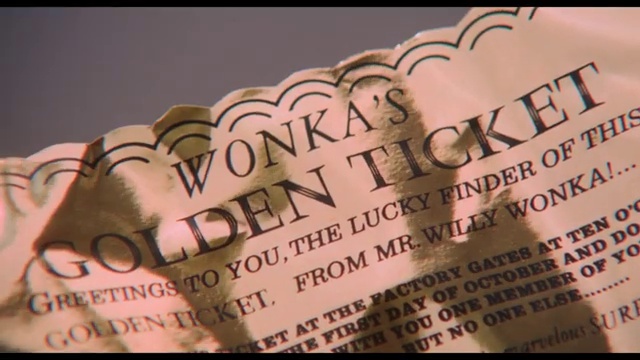 WONKA'S
GOLDEN TICKET
GREETINGS TO YOU, THE LUCKY FINDER OF THIS
GOLDEN TICKET, FROM MR. WILLY WONKA!...
TICKET AT THE FACTORY GATES AT TEN O'C
THE FIRST DAY OF OCTOBER AND DO
WITH YOU ONE MEMBER OF YO
BUT NO ONE ELSE........
marvelous SUR